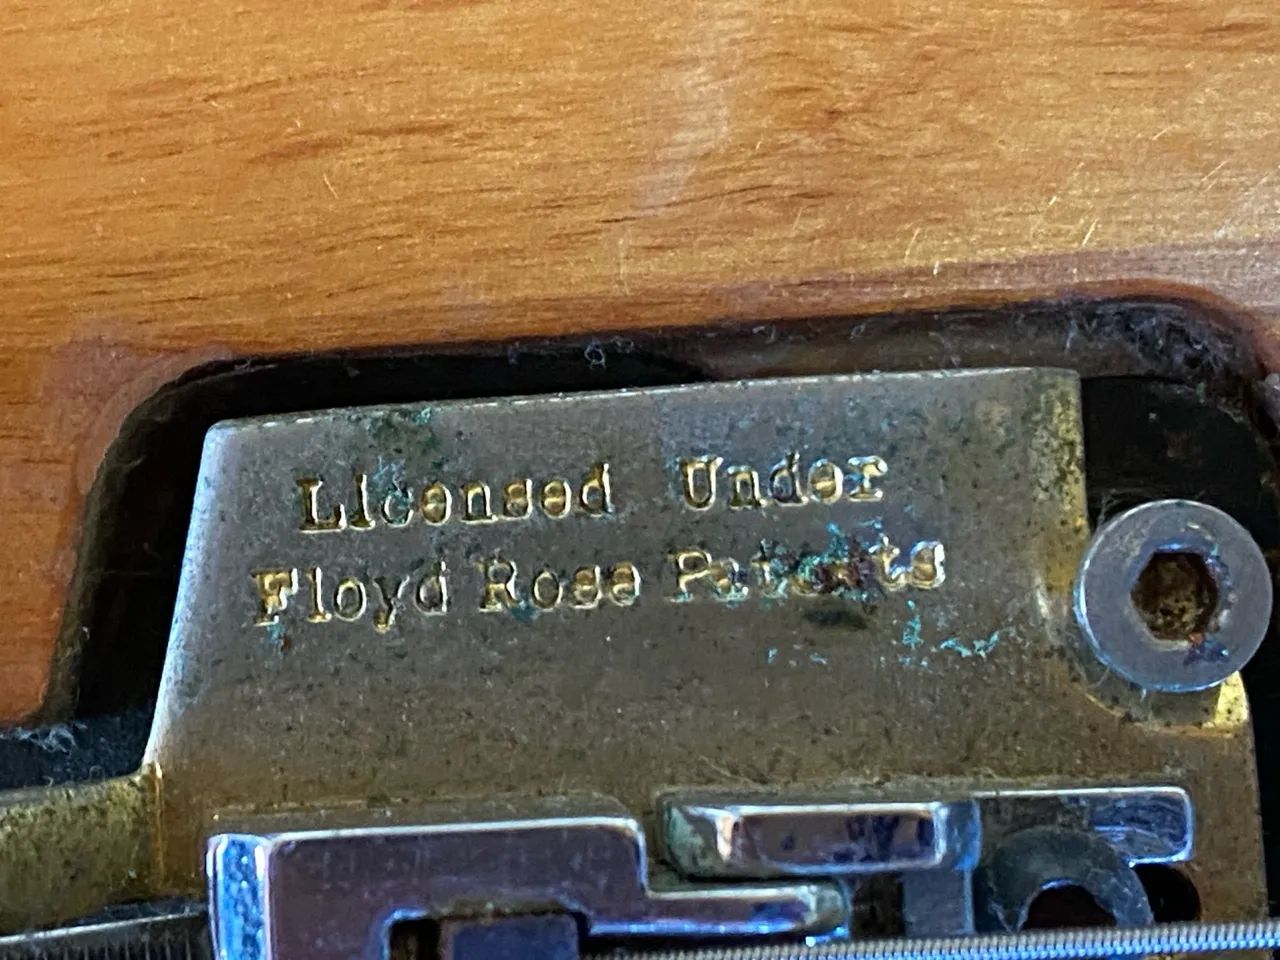 Licensed Under
Floyd Rose Patents